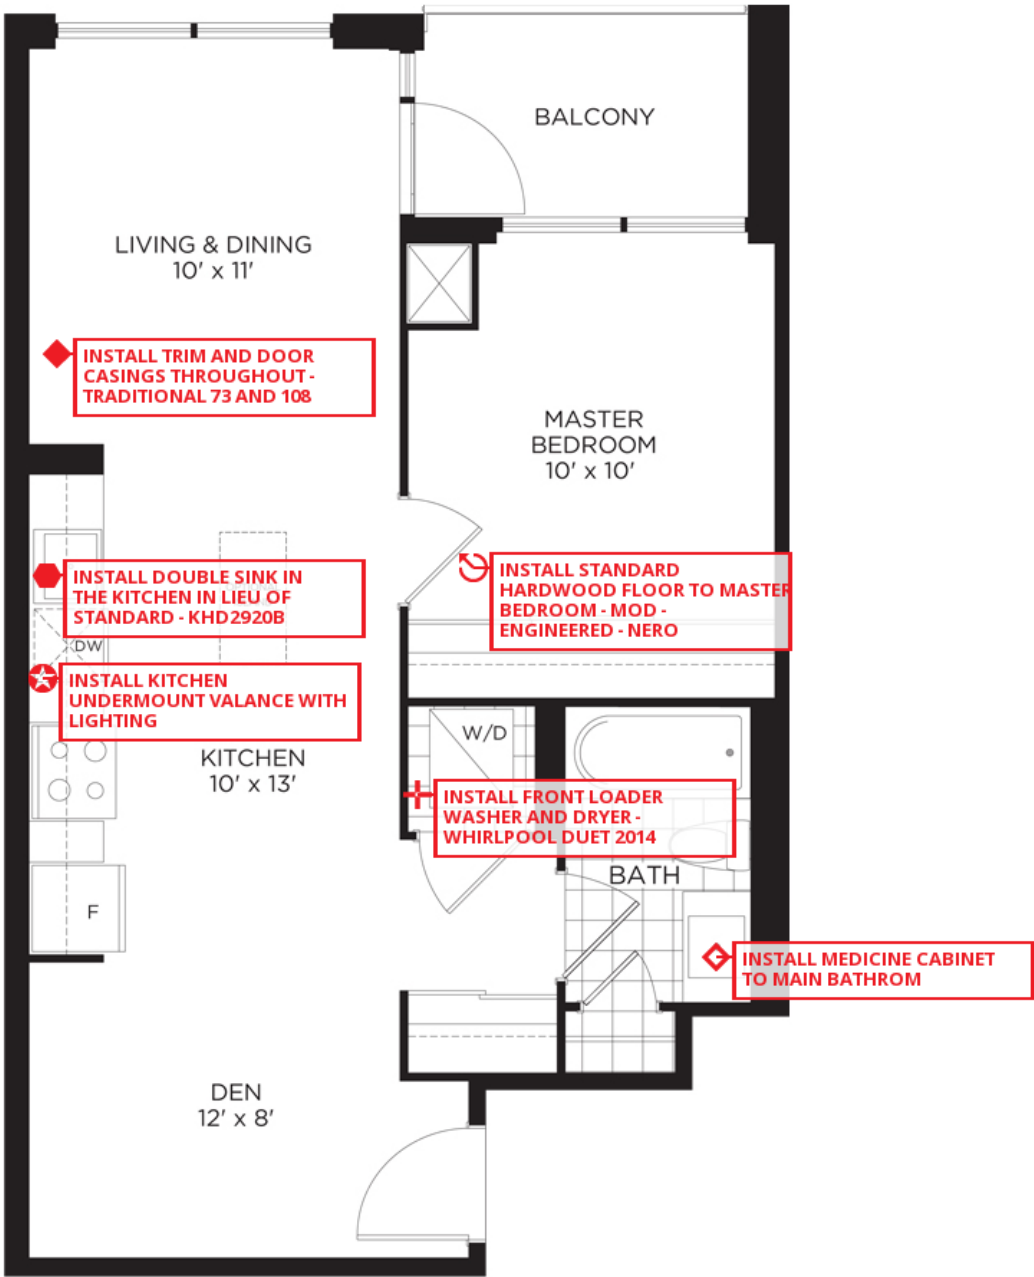 BALCONY
LIVING & DINING
10' x 11'
INSTALL TRIM AND DOOR
CASINGS THROUGHOUT -
TRADITIONAL 73 AND 108
MASTER
BEDROOM
10' x 10'
INSTALL STANDARD
HARDWOOD FLOOR TO MASTER
BEDROOM - MOD -
ENGINEERED - NERO
INSTALL DOUBLE SINK IN
THE KITCHEN IN LIEU OF
STANDARD - KHD2920B
DW
INSTALL KITCHEN
UNDERMOUNT VALANCE WITH
LIGHTING
W/D
KITCHEN
10' x 13'
INSTALL FRONT LOADER
WASHER AND DRYER -
WHIRLPOOL DUET 2014
BATH
F
INSTALL MEDICINE CABINET
TO MAIN BATHROM
DEN
12' x 8'